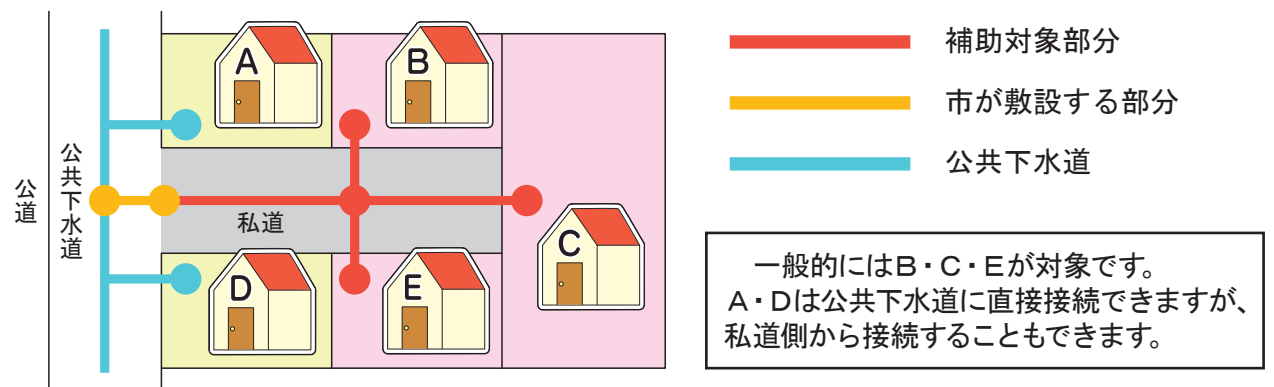 公道
公共下水道
A
B
C
D
E
私道
補助対象部分
市が敷設する部分
公共下水道
一般的にはB・C・Eが対象です。
A・Dは公共下水道に直接接続できますが、
私道側から接続することもできます。